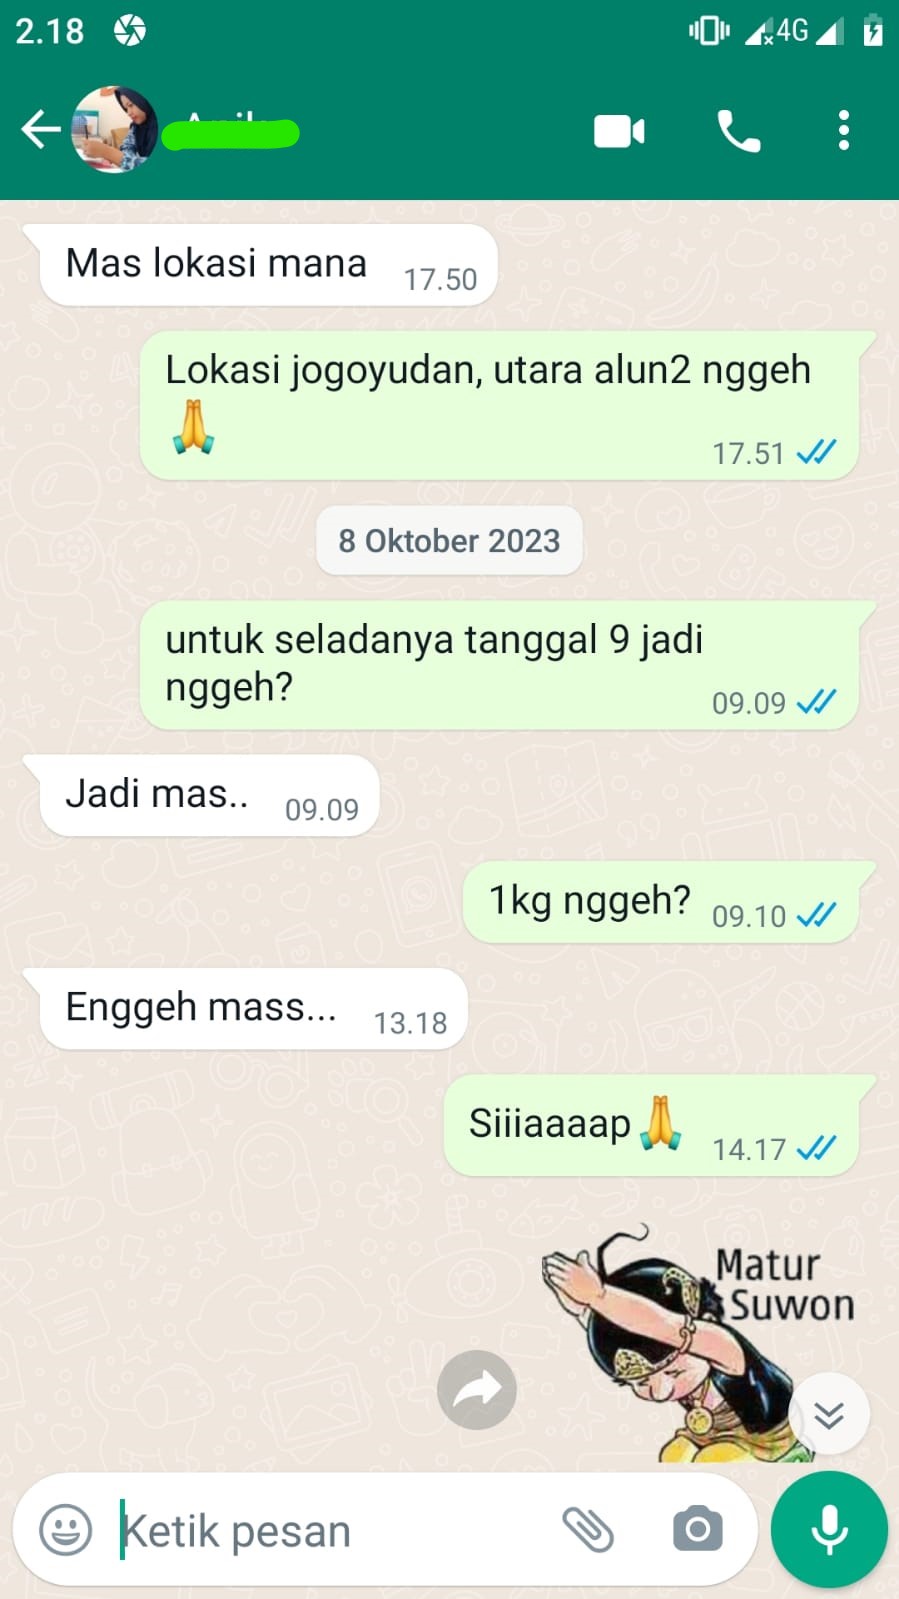 2.18
4G
Mas lokasi mana
17.50
Lokasi jogoyudan, utara alun2 nggeh
🙏
17.51
8 Oktober 2023
untuk seladanya tanggal 9 jadi
nggeh?
09.09
Jadi mas..
09.09
1kg nggeh?
09.10
Enggeh mass...
13.18
Siiiaaaap🙏
14.17
Matur
Suwon
Ketik pesan